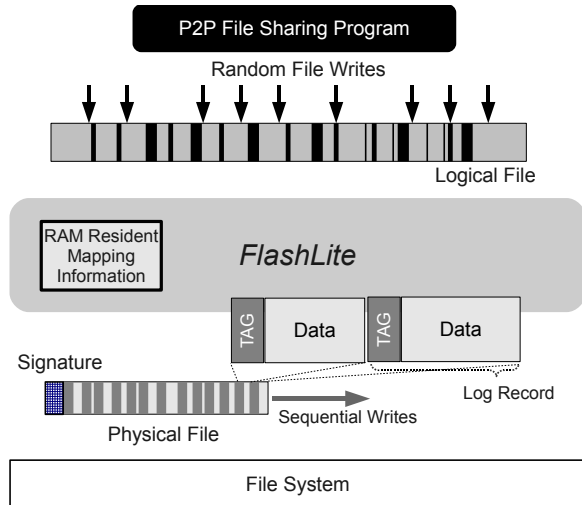 P2P File Sharing Program
Random File Writes
Logical File
RAM Resident
Mapping
Information
FlashLite
TAG
Data
TAG
Data
Signature
Log Record
Sequential Writes
Physical File
File System